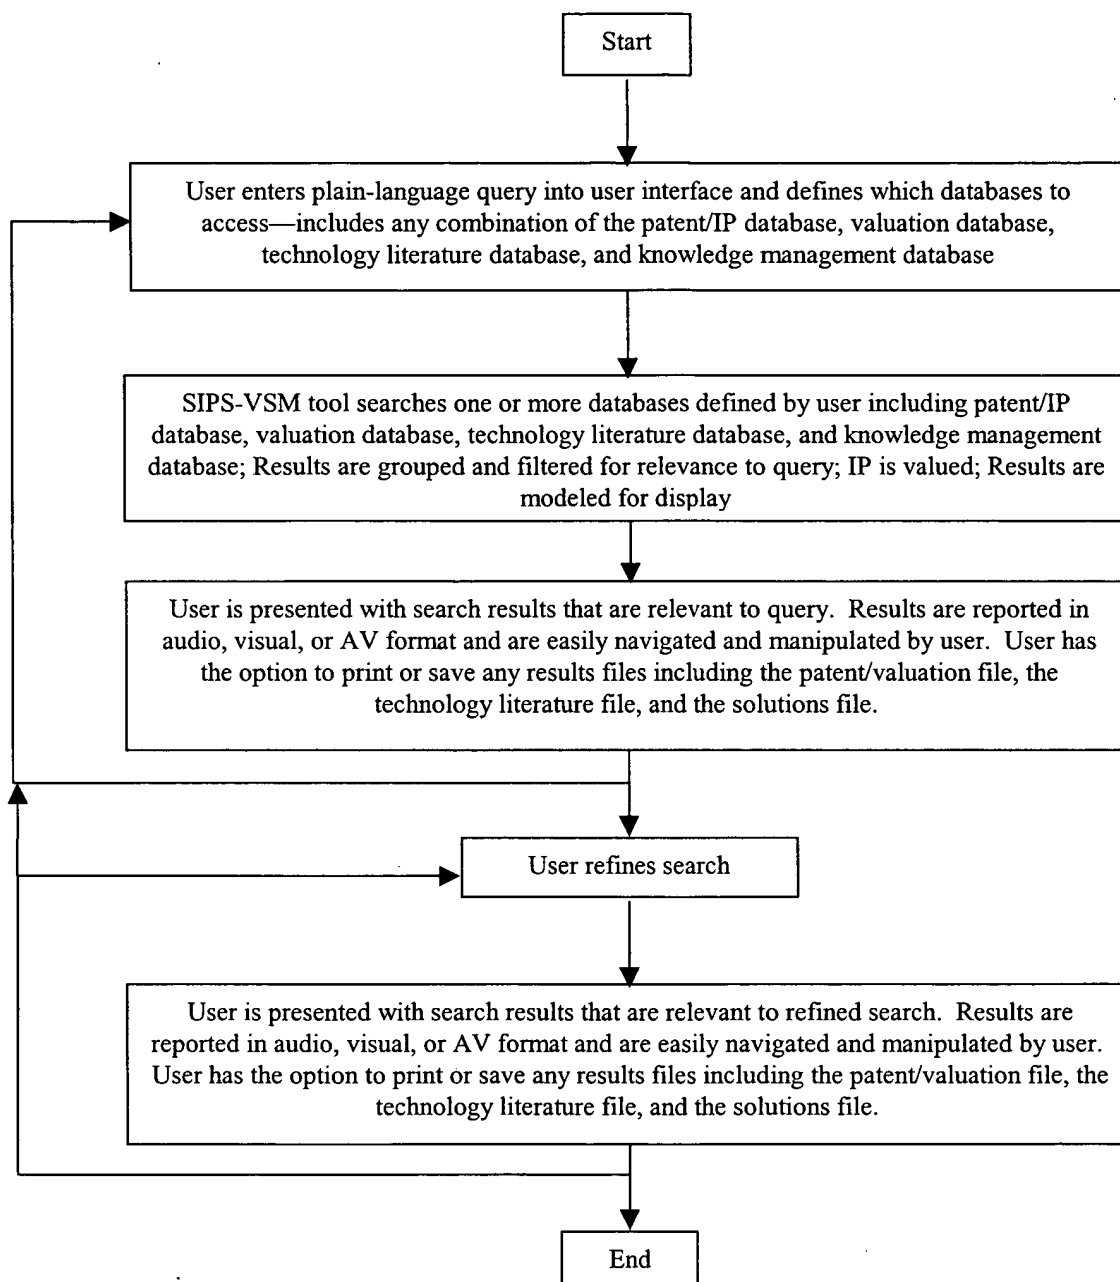 Start
User enters plain-language query into user interface and defines which databases to
access—includes any combination of the patent/IP database, valuation database,
technology literature database, and knowledge management database
SIPS-VSM tool searches one or more databases defined by user including patent/IP
database, valuation database, technology literature database, and knowledge management
database; Results are grouped and filtered for relevance to query; IP is valued; Results are
modeled for display
User is presented with search results that are relevant to query.  Results are reported in
audio, visual, or AV format and are easily navigated and manipulated by user.  User has
the option to print or save any results files including the patent/valuation file, the
technology literature file, and the solutions file.
User refines search
User is presented with search results that are relevant to refined search.  Results are
reported in audio, visual, or AV format and are easily navigated and manipulated by user.
User has the option to print or save any results files including the patent/valuation file, the
technology literature file, and the solutions file.
End